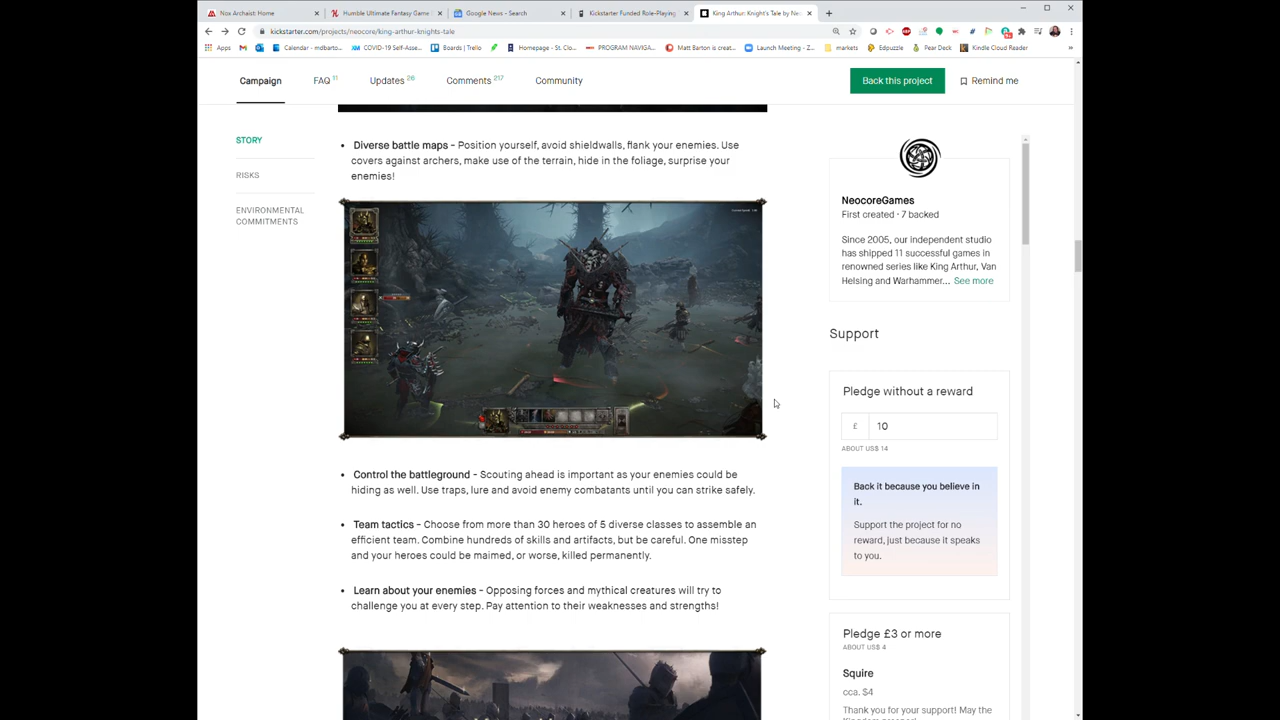 Nox Archaist: Home
Humble Ultimate Fantasy Game
Google News - Search
Kickstarter Funded Role-Playing
King Arthur: Knight's Tale by Neo
kickstarter.com/projects/neocore/king-arthur-knights-tale
Apps
Calendar - mdbarto...
COVID-19 Self-Asse...
Boards | Trello
Homepage - St. Clo...
PROGRAM NAVIGA...
Matt Barton is creat...
Launch Meeting - Z...
markets
Edpuzzle
Pear Deck
Kindle Cloud Reader
Campaign
FAQ 11
Updates 26
Comments 217
Community
Back this project
Remind me
STORY
RISKS
ENVIRONMENTAL
COMMITMENTS
• Diverse battle maps – Position yourself, avoid shieldwalls, flank your enemies. Use
covers against archers, make use of the terrain, hide in the foliage, surprise your
enemies!
• Control the battleground – Scouting ahead is important as your enemies could be
hiding as well. Use traps, lure and avoid enemy combatants until you can strike safely.
• Team tactics – Choose from more than 30 heroes of 5 diverse classes to assemble an
efficient team. Combine hundreds of skills and artifacts, but be careful. One misstep
and your heroes could be maimed, or worse, killed permanently.
• Learn about your enemies – Opposing forces and mythical creatures will try to
challenge you at every step. Pay attention to their weaknesses and strengths!
NeocoreGames
First created · 7 backed
Since 2005, our independent studio
has shipped 11 successful games in
renowned series like King Arthur, Van
Helsing and Warhammer... See more
Support
Pledge without a reward
£ 10
ABOUT US$ 14
Back it because you believe in
it.
Support the project for no
reward, just because it speaks
to you.
Pledge £3 or more
ABOUT US$ 4
Squire
cca. $4
Thank you for your support! May the